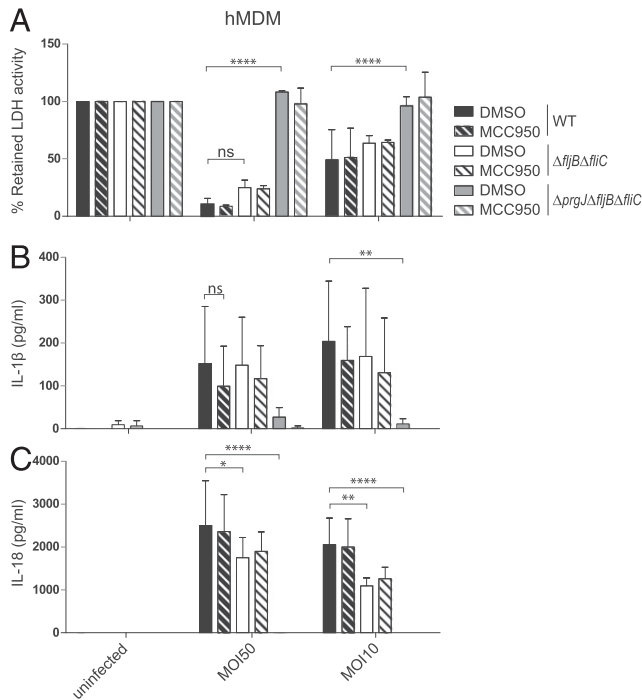 A
hMDM
% Retained LDH activity
150
100
50
0
****
ns
****
DMSO
MCC950
WT
DMSO
MCC950
ΔfljBΔfliC
DMSO
MCC950
ΔprgJΔfljBΔfliC
B
IL-1β (pg/ml)
400
300
200
100
0
ns
**
C
IL-18 (pg/ml)
4000
3000
2000
1000
0
****
*
****
**
uninfected
MOI50
MOI10